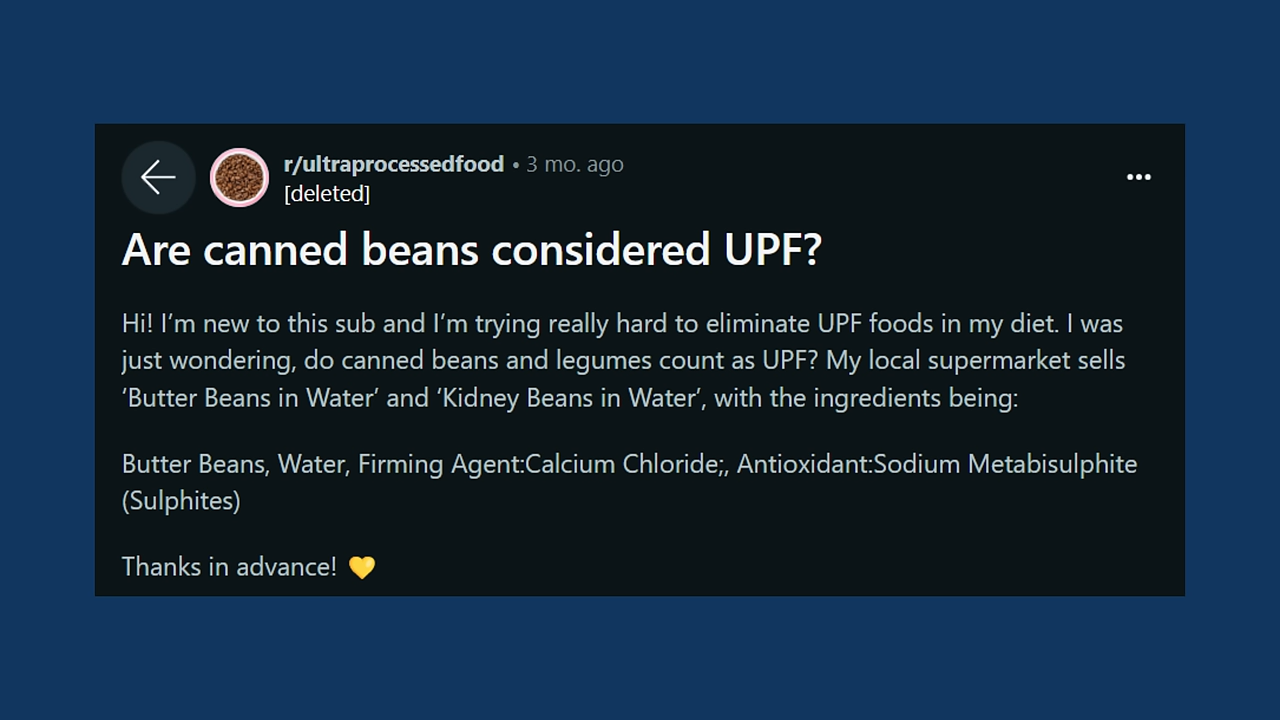 r/ultraprocessedfood • 3 mo. ago
[deleted]
Are canned beans considered UPF?
Hi! I’m new to this sub and I’m trying really hard to eliminate UPF foods in my diet. I was
just wondering, do canned beans and legumes count as UPF? My local supermarket sells
‘Butter Beans in Water’ and ‘Kidney Beans in Water’, with the ingredients being:
Butter Beans, Water, Firming Agent:Calcium Chloride;, Antioxidant:Sodium Metabisulphite
(Sulphites)
Thanks in advance! 💛